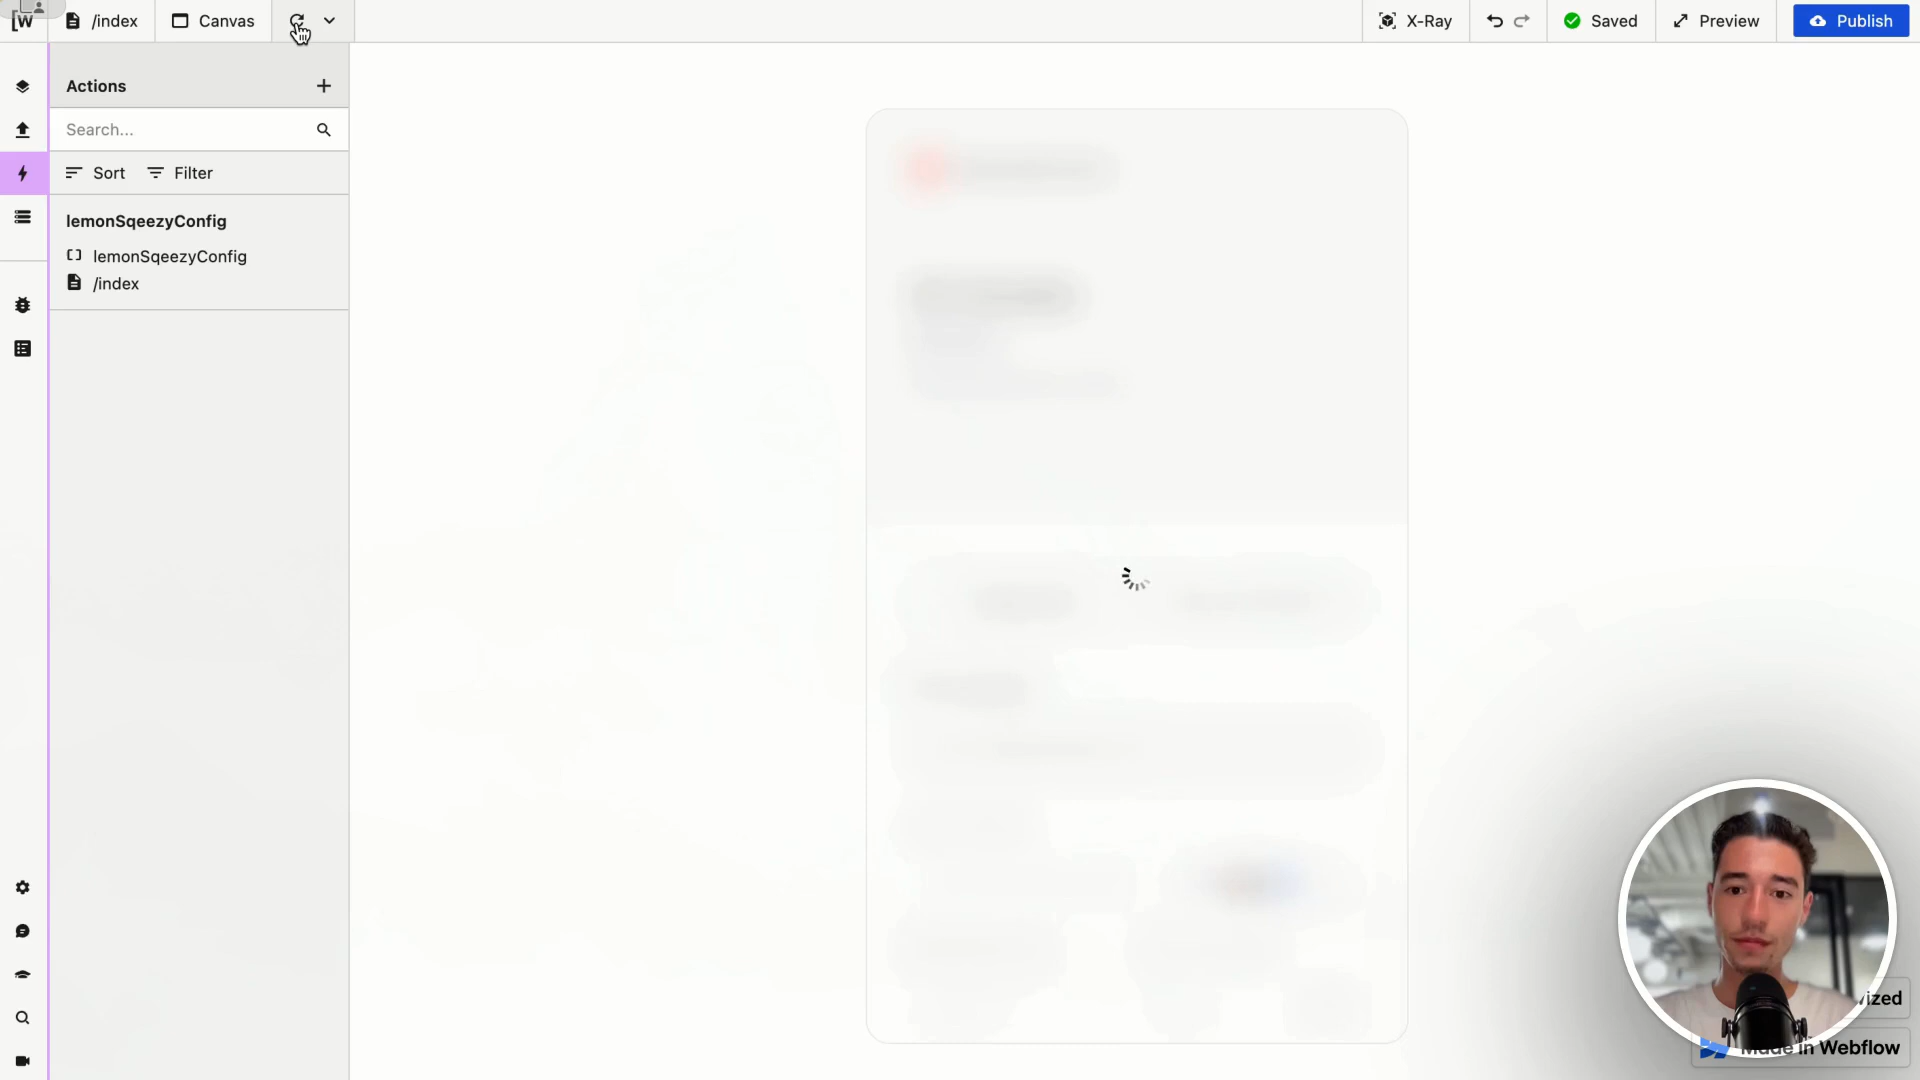 [W
/index
Canvas
X-Ray
Saved
Preview
Publish
Actions
Search...
Sort
Filter
lemonSqeezyConfig
lemonSqeezyConfig
/index
ized
Made in Webflow